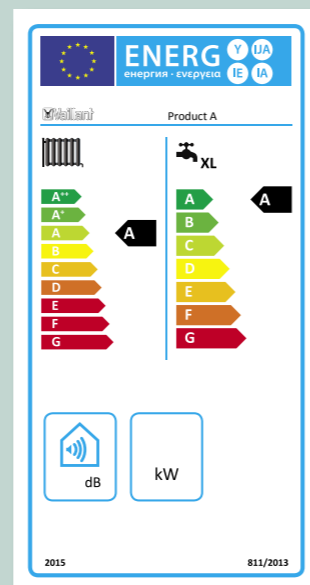 ENERG Y IJA
енергия · ενεργεια IE IA
Vaillant Product A
XL
A++
A+
A
B
C
D
E
F
G
A
A
B
C
D
E
F
G
A
dB
kW
2015 811/2013